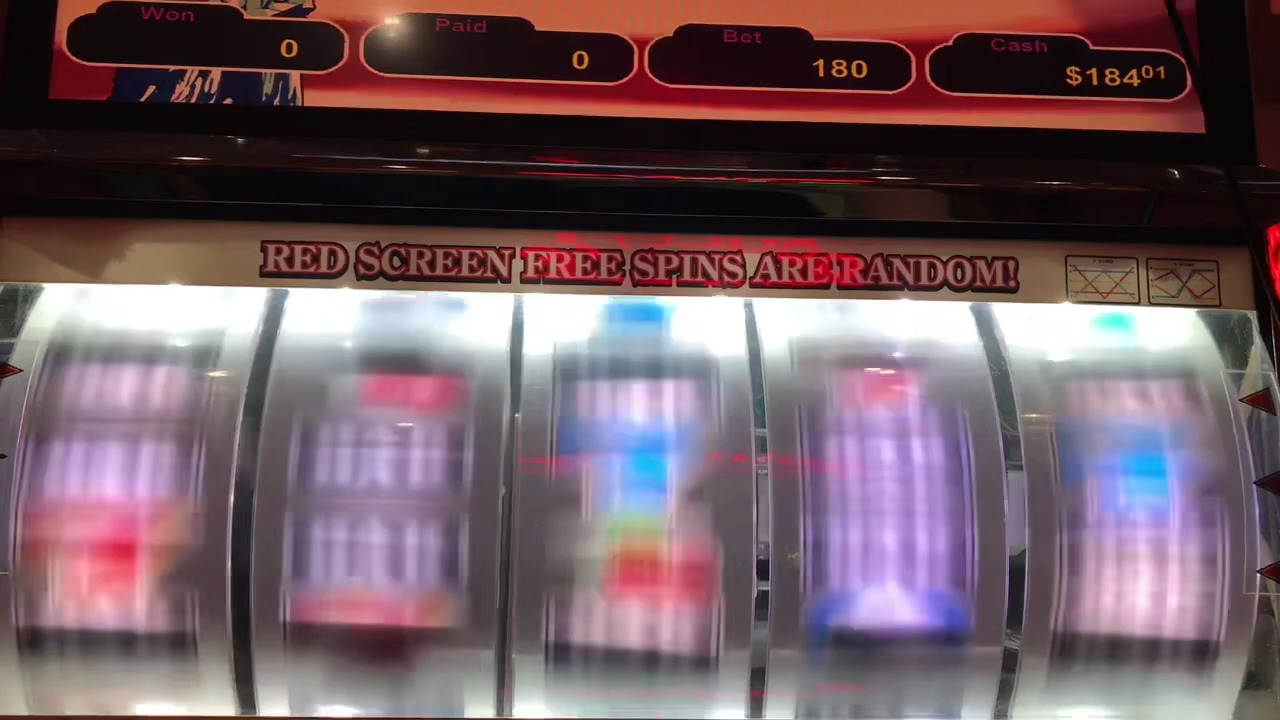 Won
Paid
Bet
Cash
0
0
180
$18401
RED SCREEN FREE SPINS ARE RANDOM!